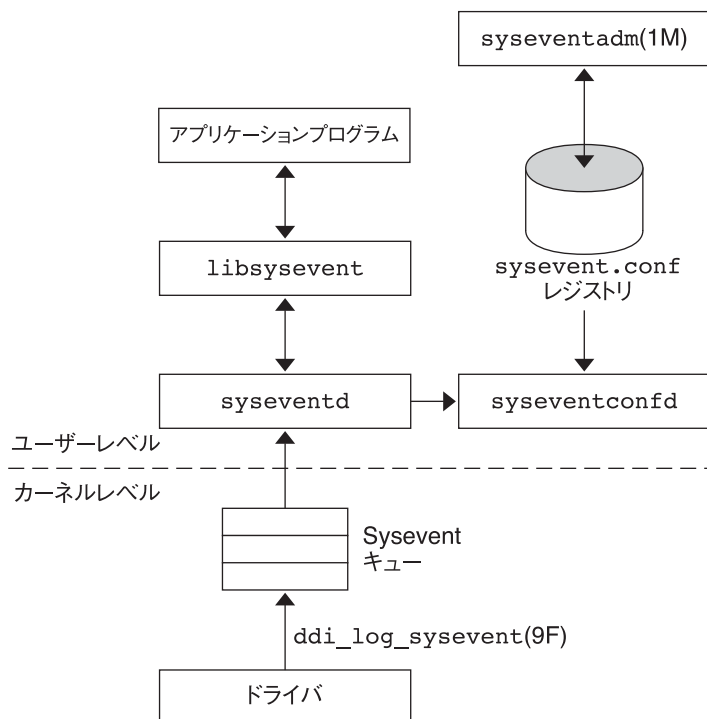 syseventadm(1M)
アプリケーションプログラム
libsysevent
sysevent.conf
レジストリ
syseventd
syseventconfd
ユーザーレベル
カーネルレベル
Sysevent
キュー
ddi_log_sysevent(9F)
ドライバ